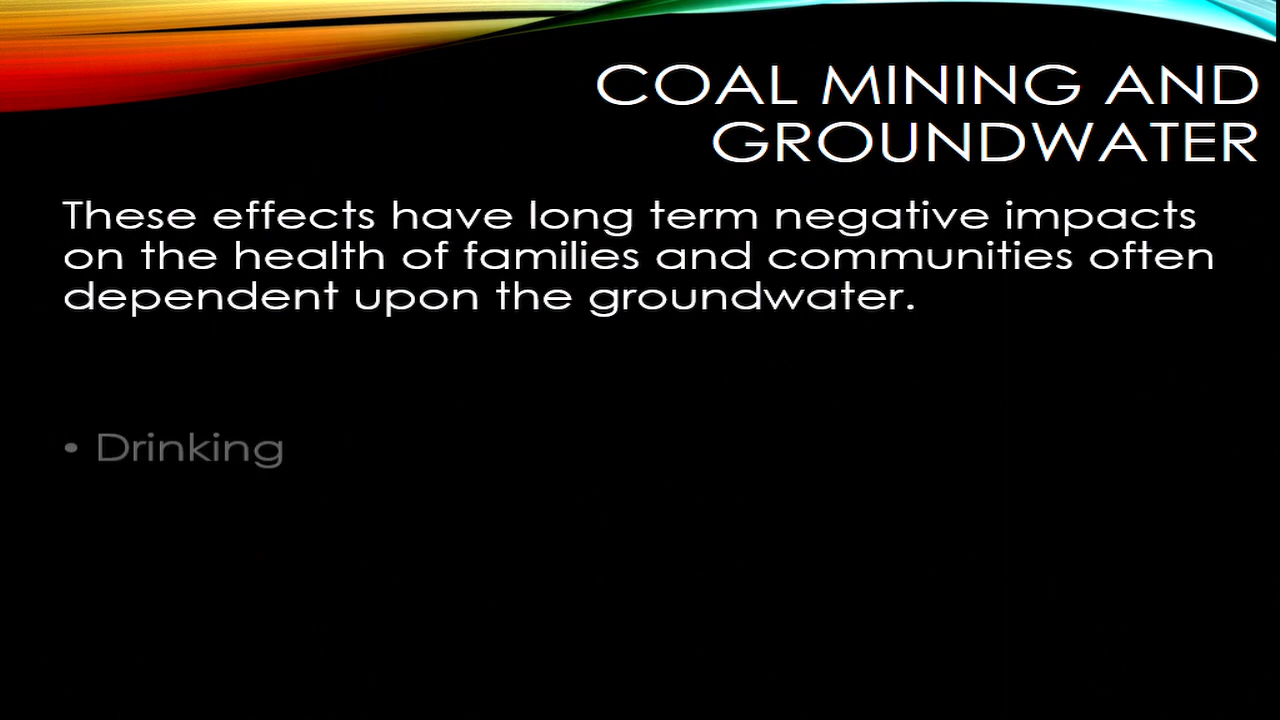 COAL MINING AND
GROUNDWATER
These effects have long term negative impacts
on the health of families and communities often
dependent upon the groundwater.
• Drinking